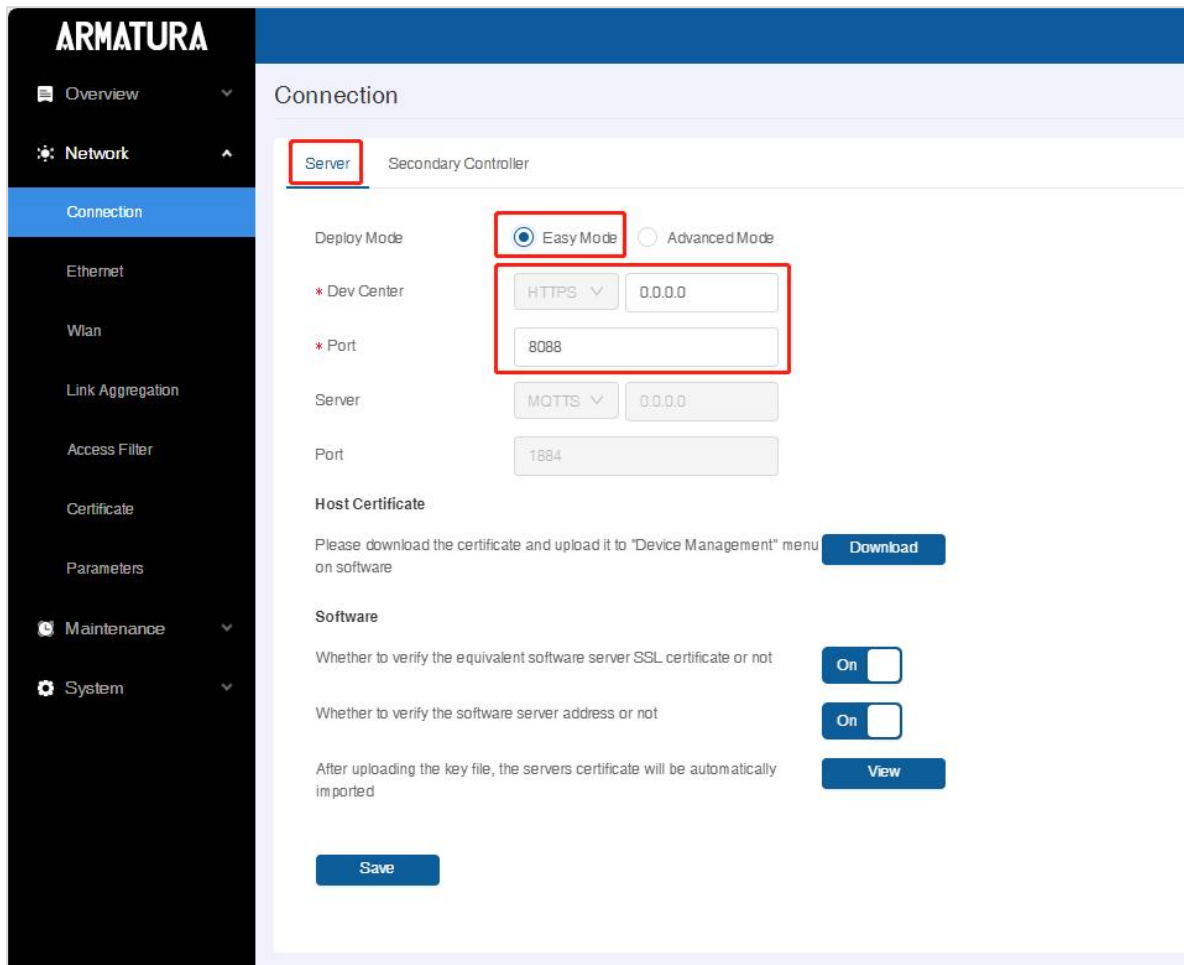 ARMATURA
Overview
Network
Connection
Ethernet
Wlan
Link Aggregation
Access Filter
Certificate
Parameters
Maintenance
System
Connection
Server Secondary Controller
Deploy Mode Easy Mode Advanced Mode
* Dev Center HTTPS 0.0.0.0
* Port 8088
Server MQTTS 0.0.0.0
Port 1884
Host Certificate
Please download the certificate and upload it to "Device Management" menu Download
on software
Software
Whether to verify the equivalent software server SSL certificate or not On
Whether to verify the software server address or not On
After uploading the key file, the servers certificate will be automatically View
imported
Save